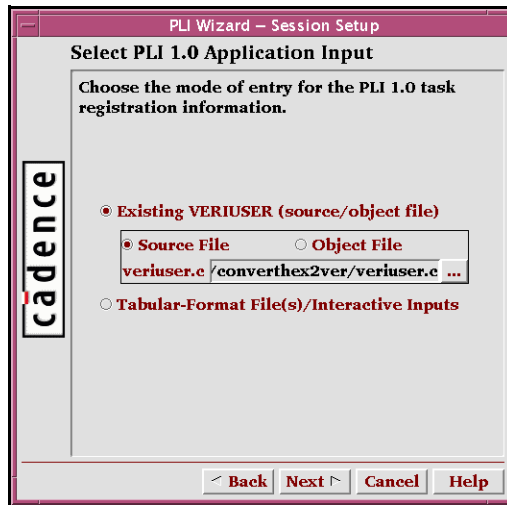 PLI Wizard – Session Setup
Select PLI 1.0 Application Input
Choose the mode of entry for the PLI 1.0 task
registration information.
cadence
Existing VERIUSER (source/object file)
Source File Object File
veriuser.c /converthex2ver/veriuser.c ...
Tabular-Format File(s)/Interactive Inputs
< Back Next > Cancel Help